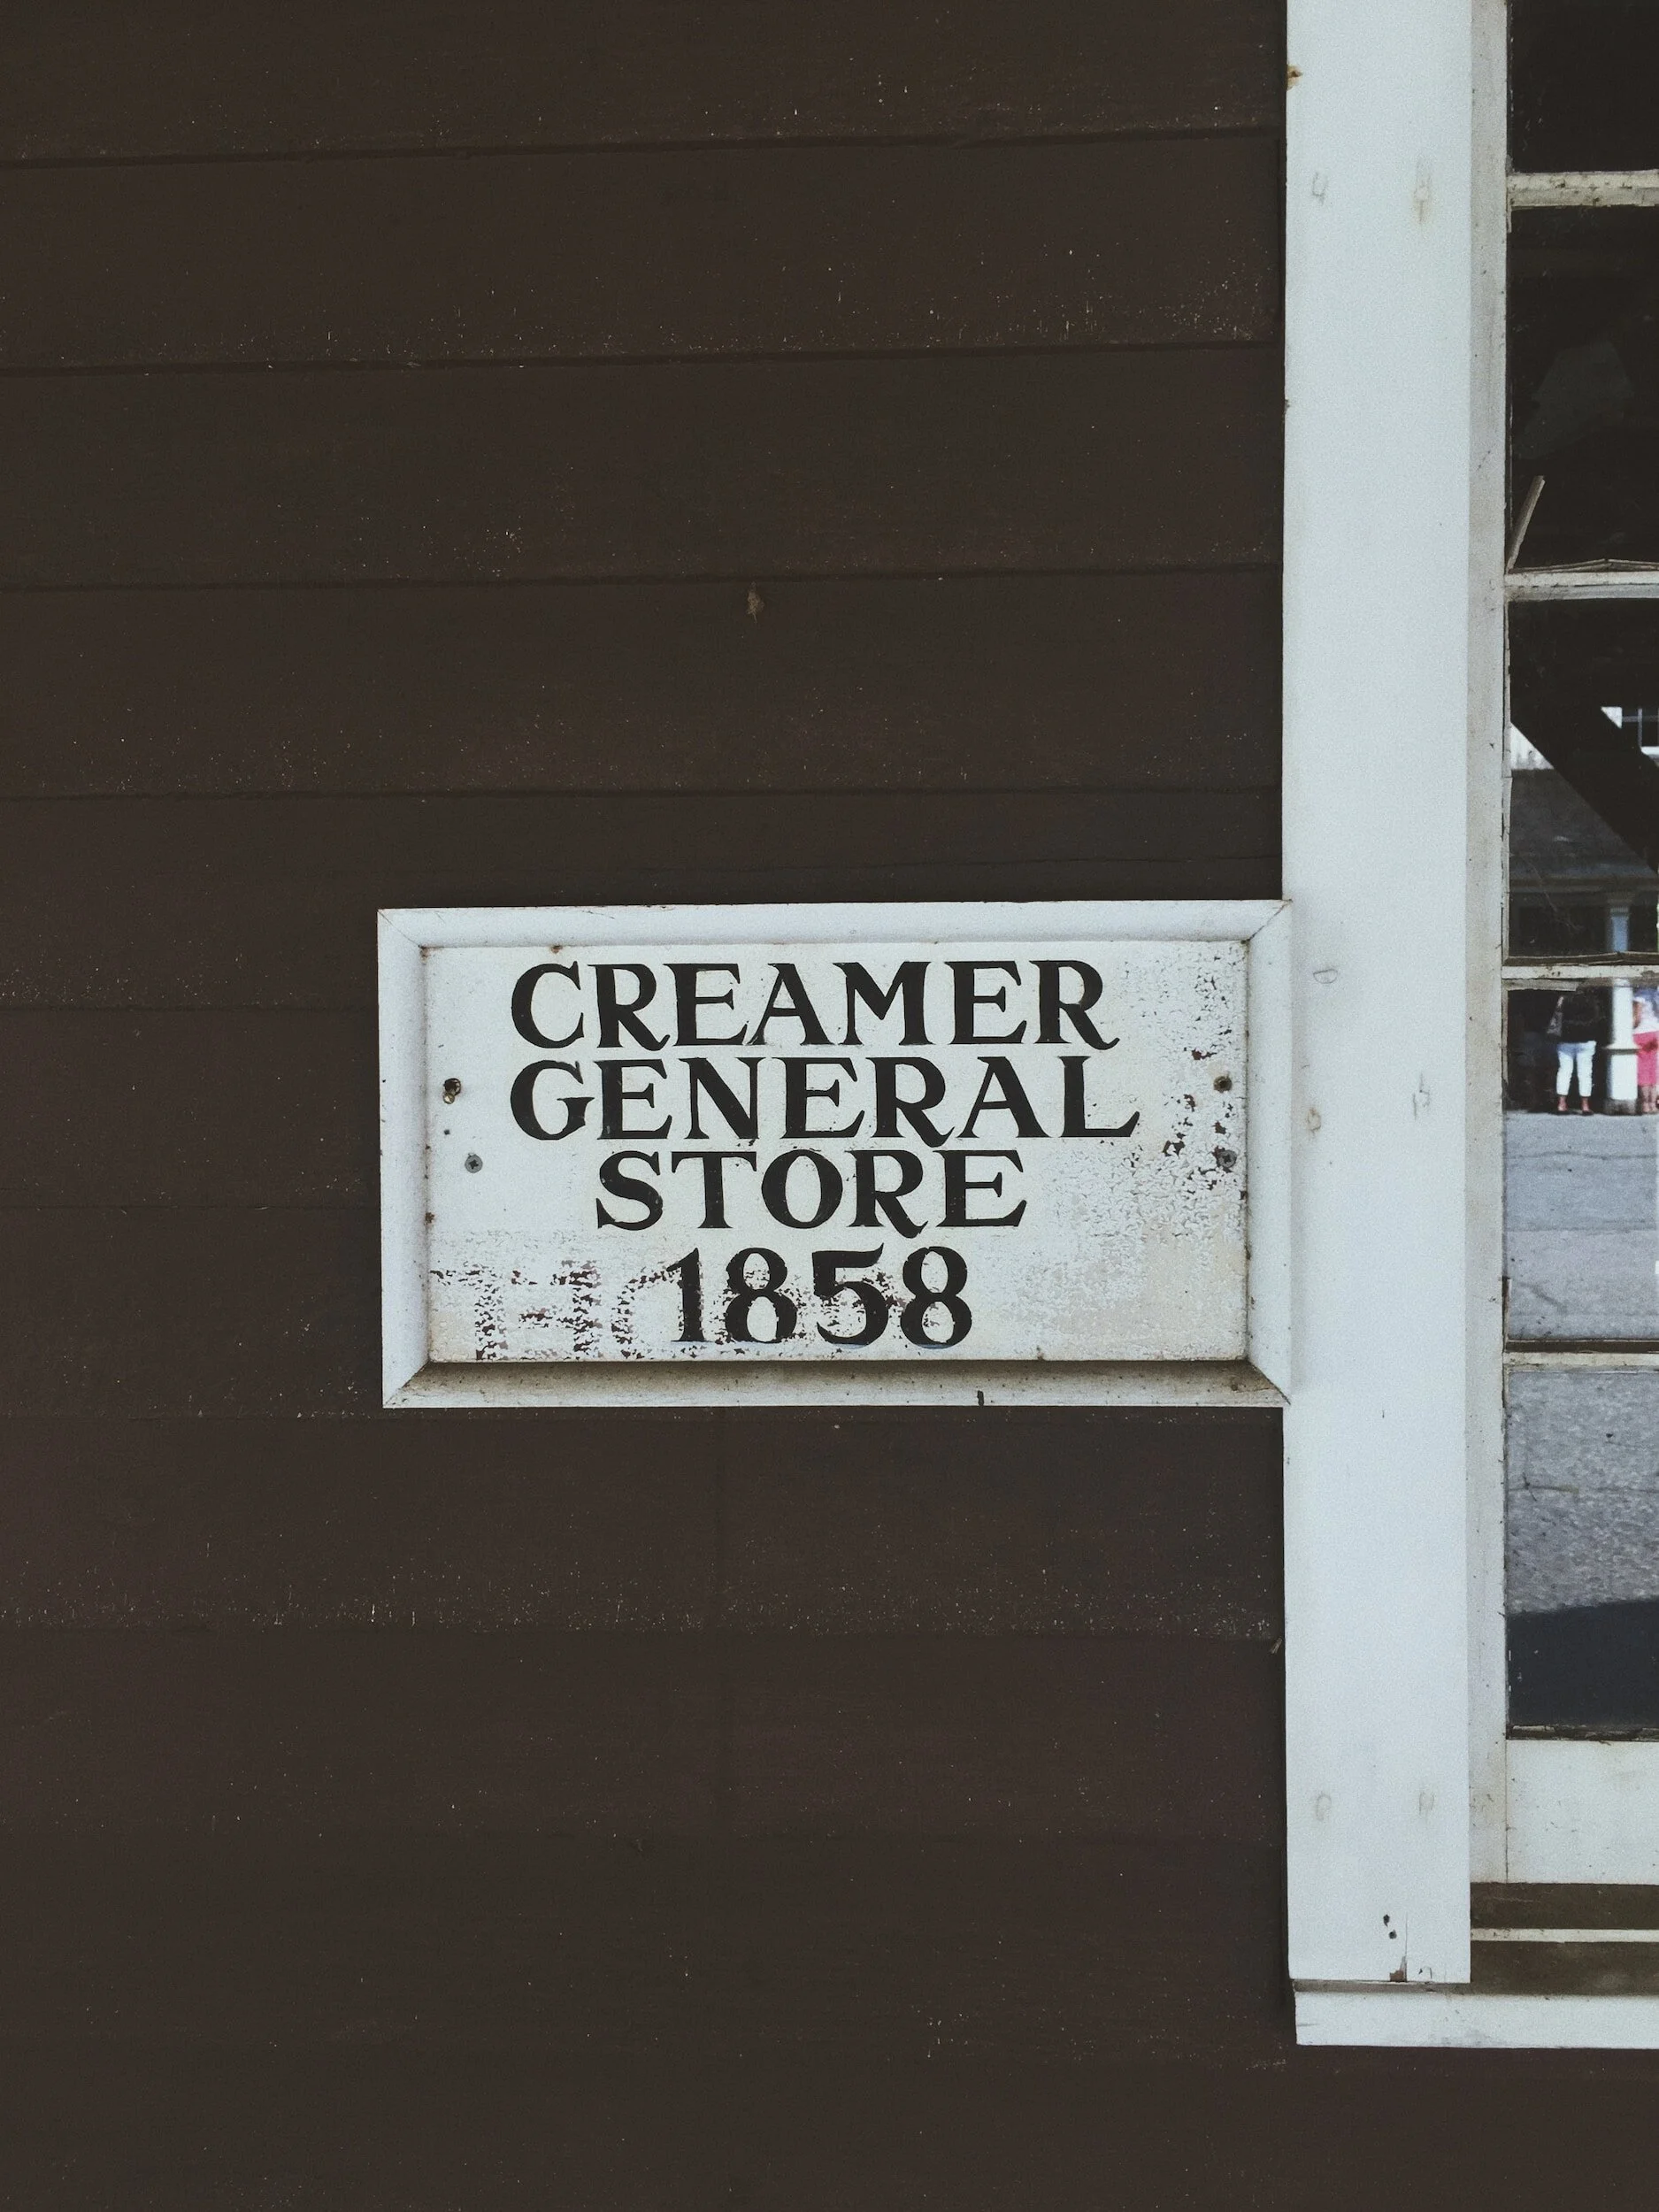 CREAMER
GENERAL
STORE
1858